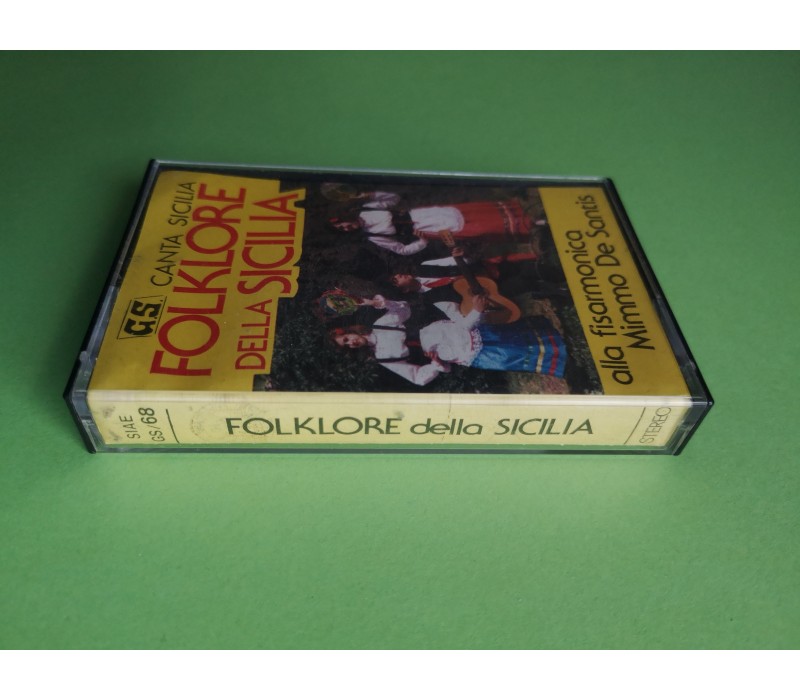 G.S. CANTA SICILIA
FOLKLORE
DELLA SICILIA
alla fisarmonica
Mimmo De Santis
SIAE
GS/68
FOLKLORE della SICILIA
STEREO